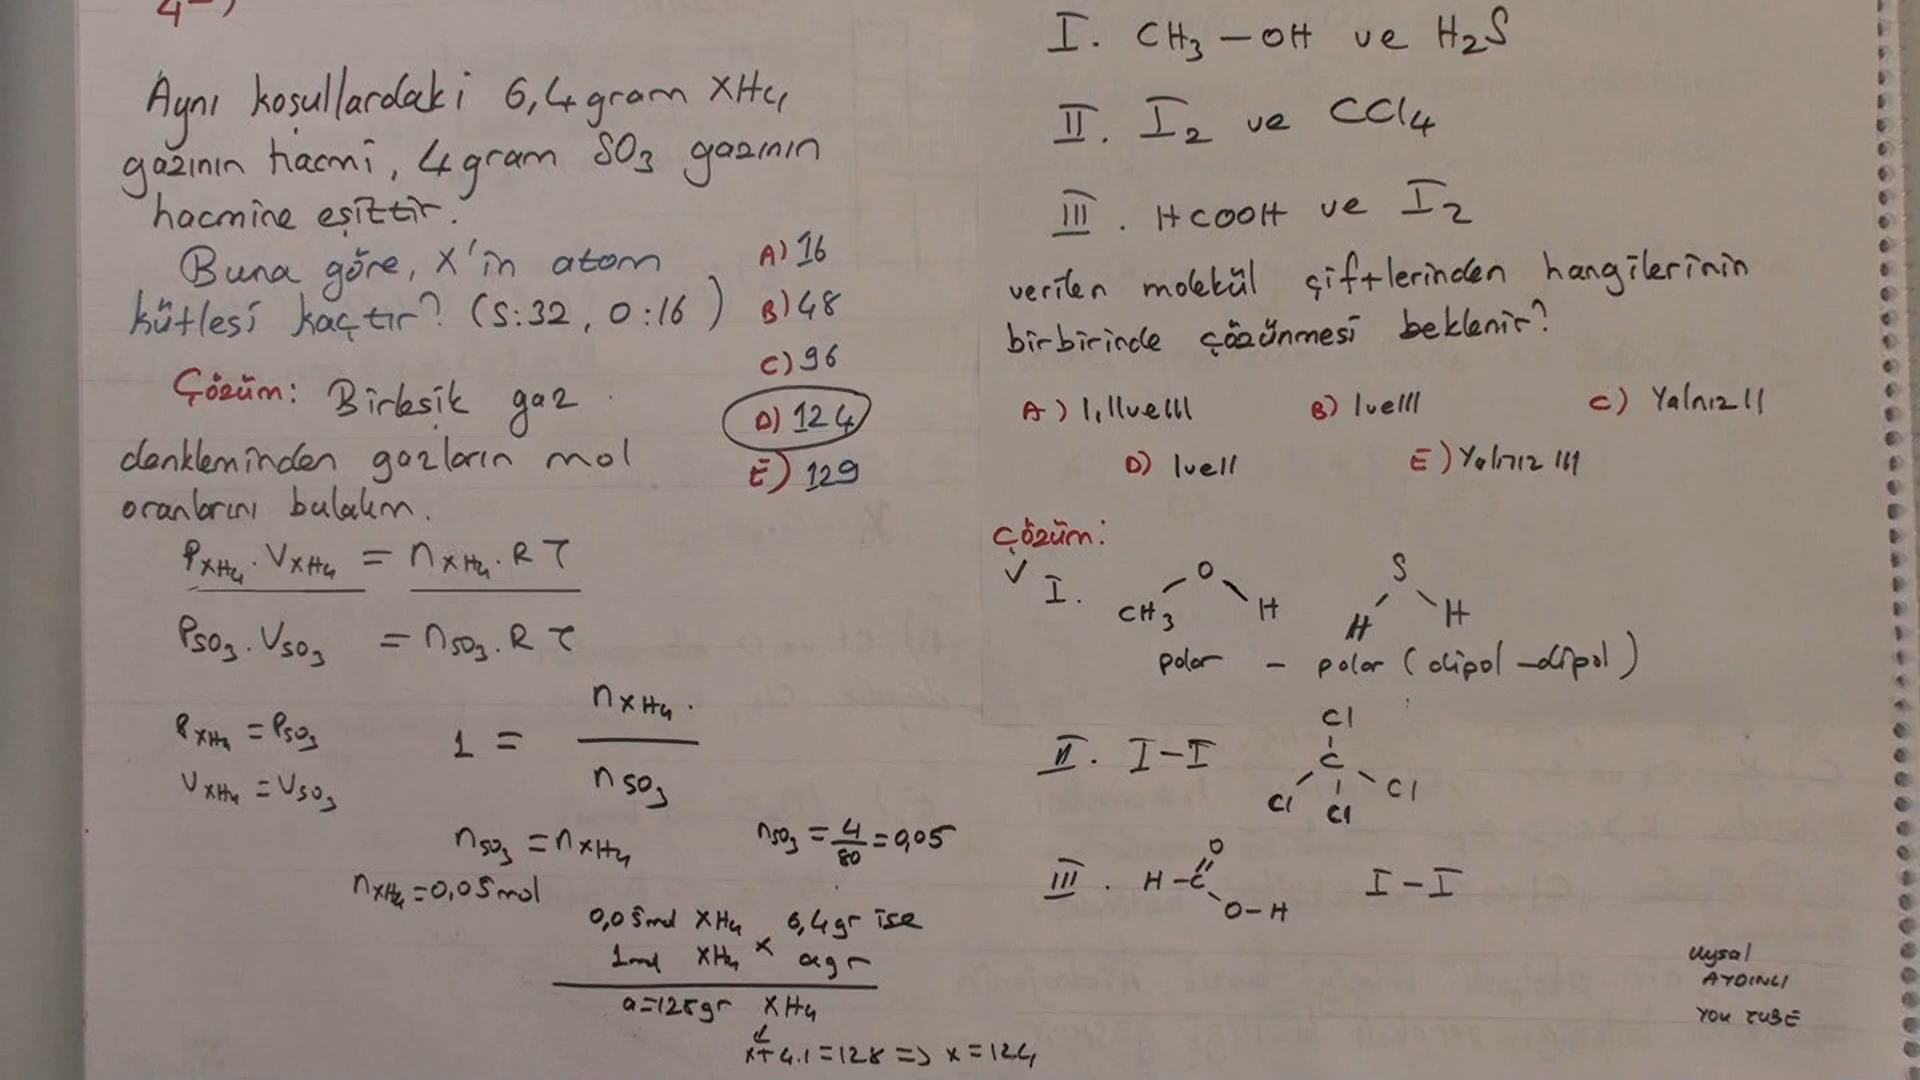 4-)
Aynı koşullardaki 6,4 gram XH4
gazının hacmi, 4 gram SO3 gazının
hacmine eşittir.
Buna göre, X'in atom
kütlesi kaçtır? (S:32, O:16)
A) 16
B) 48
C) 96
D) 124
E) 129
Çözüm: Birleşik gaz
denkleminden gazların mol
oranlarını bulalım.
PXH4 . VXH4 = nXH4 . R T
PSO3 . VSO3 = nSO3 . R T
PXH4 = PSO3
VXH4 = VSO3
1 = nXH4 / nSO3
nSO3 = nXH4
nSO3 = 4/80 = 0,05
nXH4 = 0,05 mol
0,05 mol XH4 6,4 gr ise
1 mol XH4 x a gr
a=128 gr XH4
x+4.1=128 => x=124
I. CH3-OH ve H2S
II. I2 ve CCl4
III. HCOOH ve I2
verilen molekül çiftlerinden hangilerinin
birbirinde çözünmesi beklenir?
A) I,II ve III
B) I ve III
C) Yalnız II
D) I ve II
E) Yalnız III
Çözüm:
✓ I. CH3 O H
H S H
polar - polar (dipol-dipol)
II. I-I
Cl C Cl Cl Cl
III. H-C O O-H
I-I
Uysal
AYDINLI
YOU TUBE